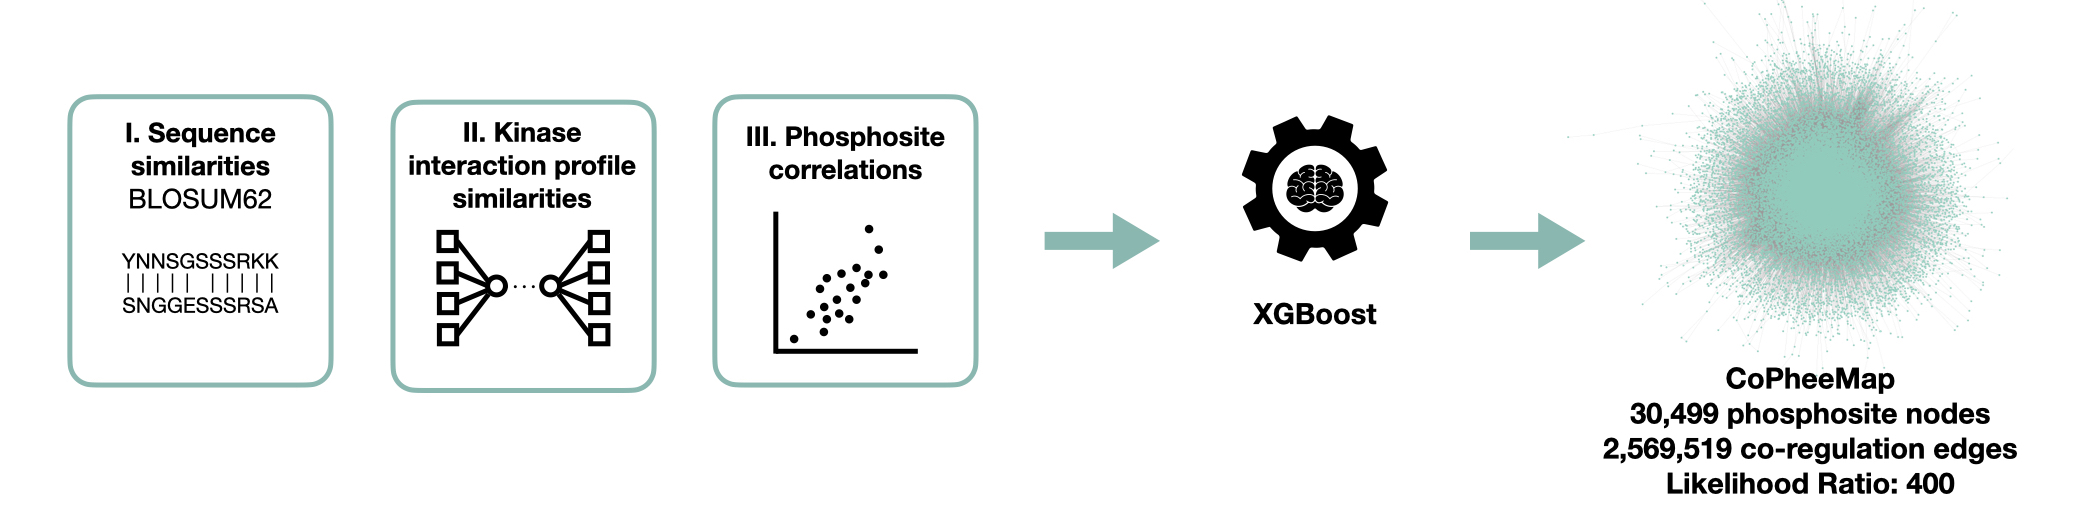 I. Sequence
similarities
BLOSUM62
YNNSGSSSRKK
SNGGESSSRSA
II. Kinase
interaction profile
similarities
III. Phosphosite
correlations
XGBoost
CoPheeMap
30,499 phosphosite nodes
2,569,519 co-regulation edges
Likelihood Ratio: 400